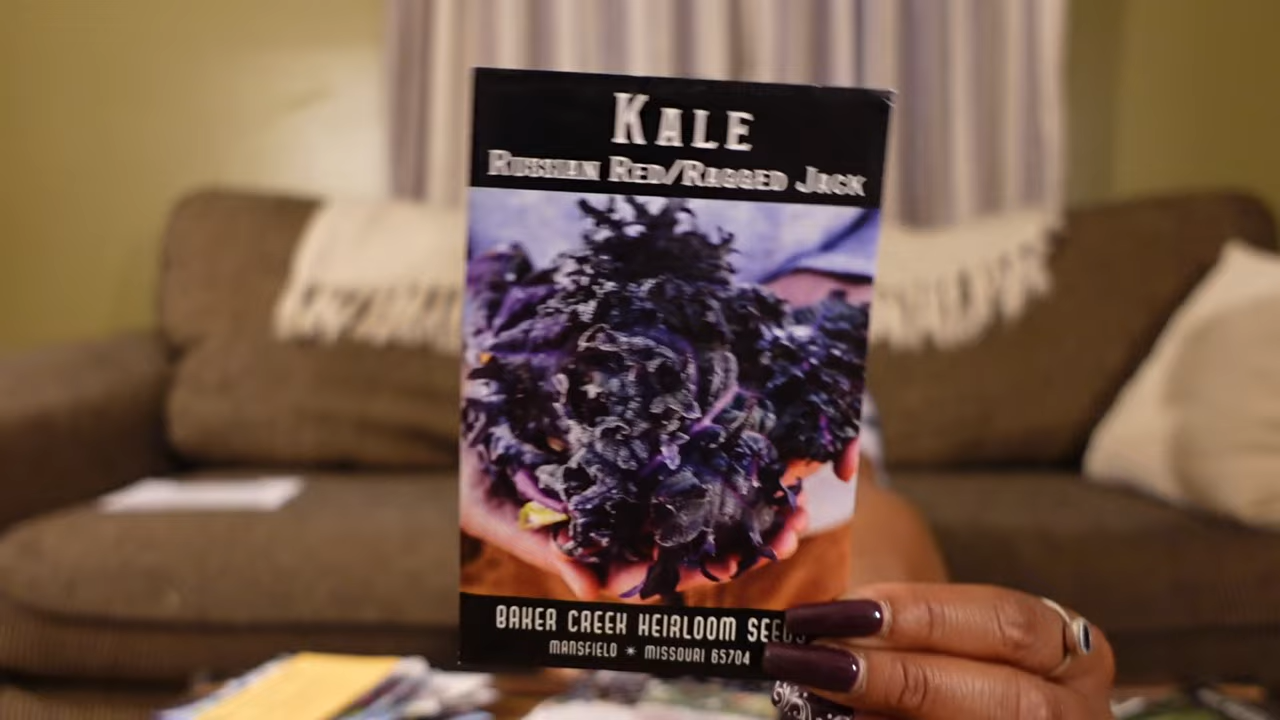 KALE
RUSSIAN RED/RAGGED JACK
BAKER CREEK HEIRLOOM SEEDS
MANSFIELD * MISSOURI 65704